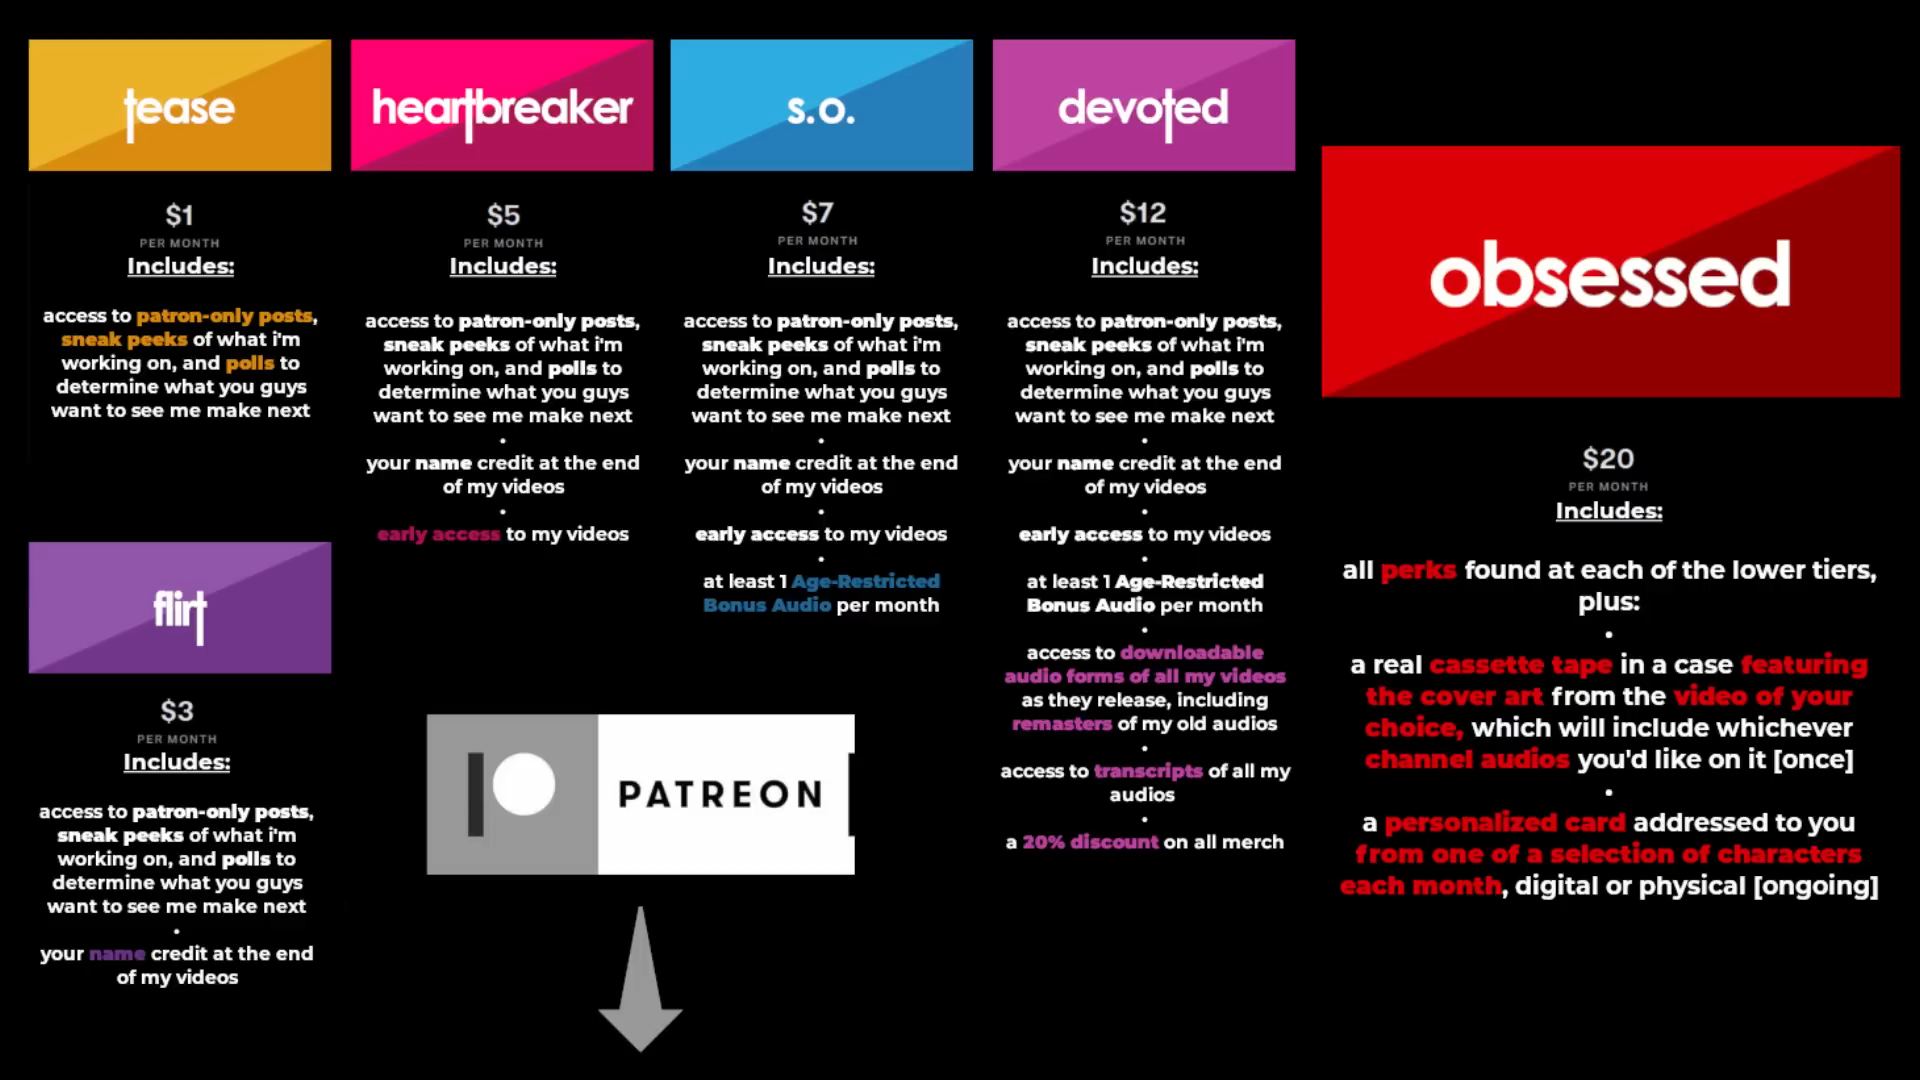 tease
$1
PER MONTH
Includes:
access to patron-only posts,
sneak peeks of what i'm
working on, and polls to
determine what you guys
want to see me make next
flirt
$3
PER MONTH
Includes:
access to patron-only posts,
sneak peeks of what i'm
working on, and polls to
determine what you guys
want to see me make next
•
your name credit at the end
of my videos
heartbreaker
$5
PER MONTH
Includes:
access to patron-only posts,
sneak peeks of what i'm
working on, and polls to
determine what you guys
want to see me make next
•
your name credit at the end
of my videos
•
early access to my videos
s.o.
$7
PER MONTH
Includes:
access to patron-only posts,
sneak peeks of what i'm
working on, and polls to
determine what you guys
want to see me make next
•
your name credit at the end
of my videos
•
early access to my videos
•
at least 1 Age-Restricted
Bonus Audio per month
PATREON
devoted
$12
PER MONTH
Includes:
access to patron-only posts,
sneak peeks of what i'm
working on, and polls to
determine what you guys
want to see me make next
•
your name credit at the end
of my videos
•
early access to my videos
•
at least 1 Age-Restricted
Bonus Audio per month
•
access to downloadable
audio forms of all my videos
as they release, including
remasters of my old audios
•
access to transcripts of all my
audios
•
a 20% discount on all merch
obsessed
$20
PER MONTH
Includes:
all perks found at each of the lower tiers,
plus:
•
a real cassette tape in a case featuring
the cover art from the video of your
choice, which will include whichever
channel audios you'd like on it [once]
•
a personalized card addressed to you
from one of a selection of characters
each month, digital or physical [ongoing]